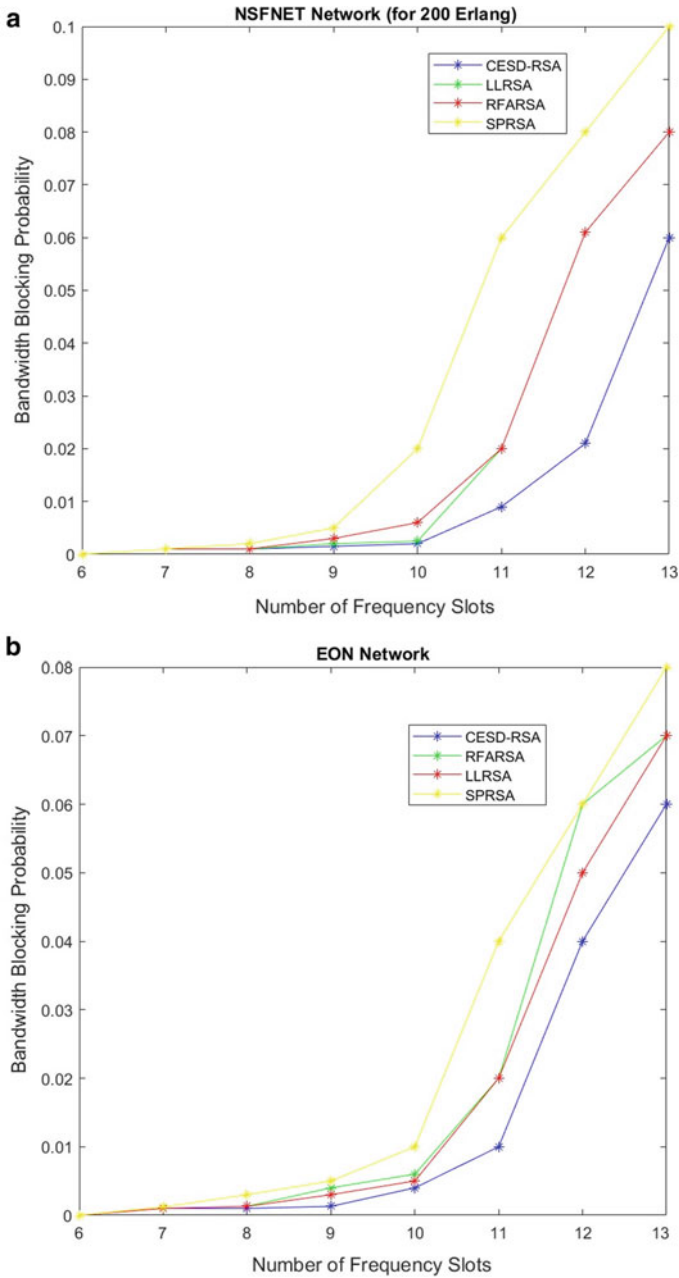 a
NSFNET Network (for 200 Erlang)
0.1
0.09
0.08
0.07
0.06
0.05
0.04
0.03
0.02
0.01
0
Bandwidth Blocking Probability
CESD-RSA
LLRSA
RFARSA
SPRSA
6 7 8 9 10 11 12 13
Number of Frequency Slots
b
EON Network
0.08
0.07
0.06
0.05
0.04
0.03
0.02
0.01
0
Bandwidth Blocking Probability
CESD-RSA
RFARSA
LLRSA
SPRSA
6 7 8 9 10 11 12 13
Number of Frequency Slots